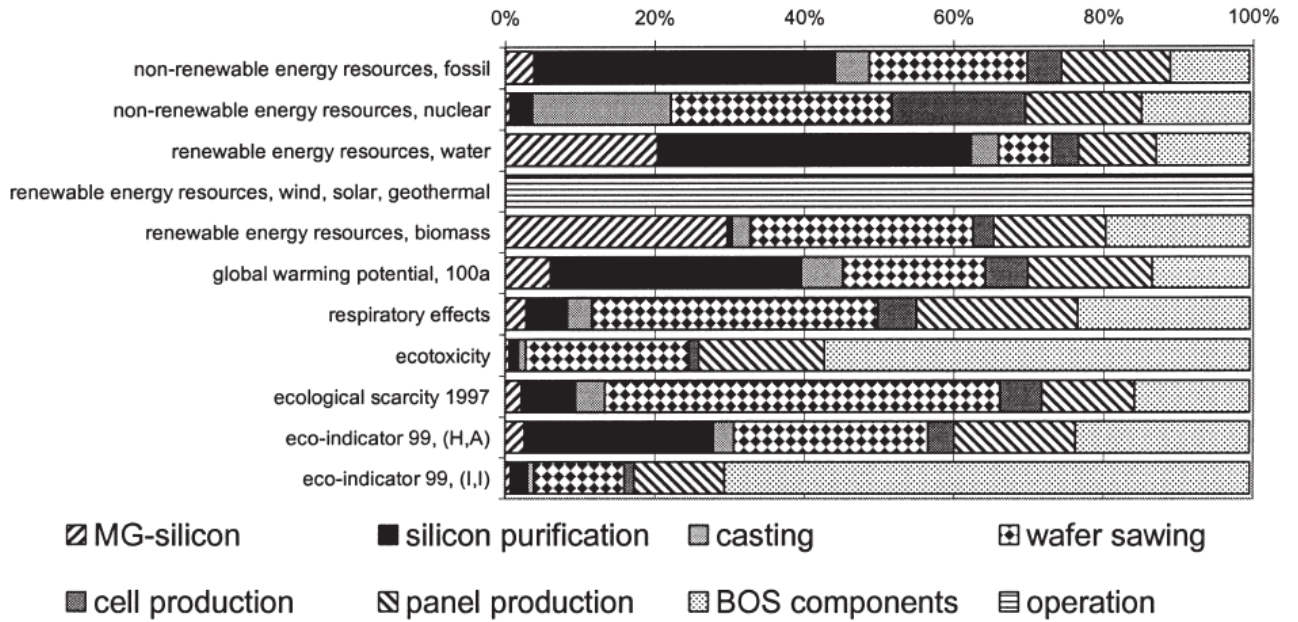 0% 20% 40% 60% 80% 100%
non-renewable energy resources, fossil
non-renewable energy resources, nuclear
renewable energy resources, water
renewable energy resources, wind, solar, geothermal
renewable energy resources, biomass
global warming potential, 100a
respiratory effects
ecotoxicity
ecological scarcity 1997
eco-indicator 99, (H,A)
eco-indicator 99, (I,I)
MG-silicon silicon purification casting wafer sawing
cell production panel production BOS components operation